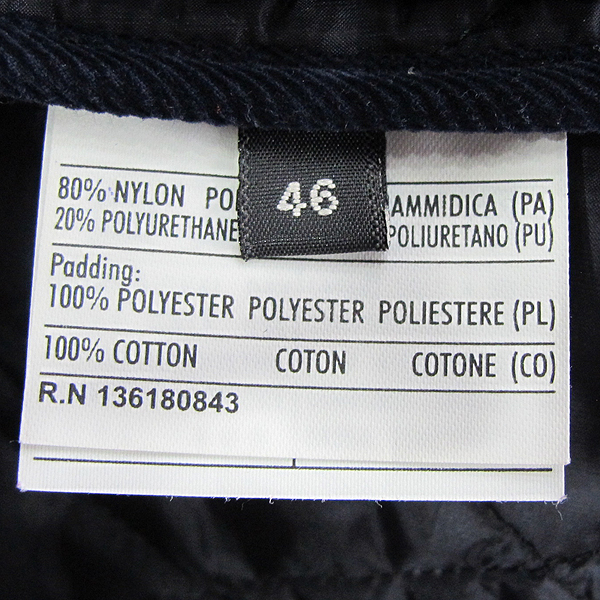 46
80% NYLON AMMIDICA (PA)
20% POLYURETHANE POLIURETANO (PU)
Padding:
100% POLYESTER POLYESTER POLIESTERE (PL)
100% COTTON COTON COTONE (CO)
R.N 136180843